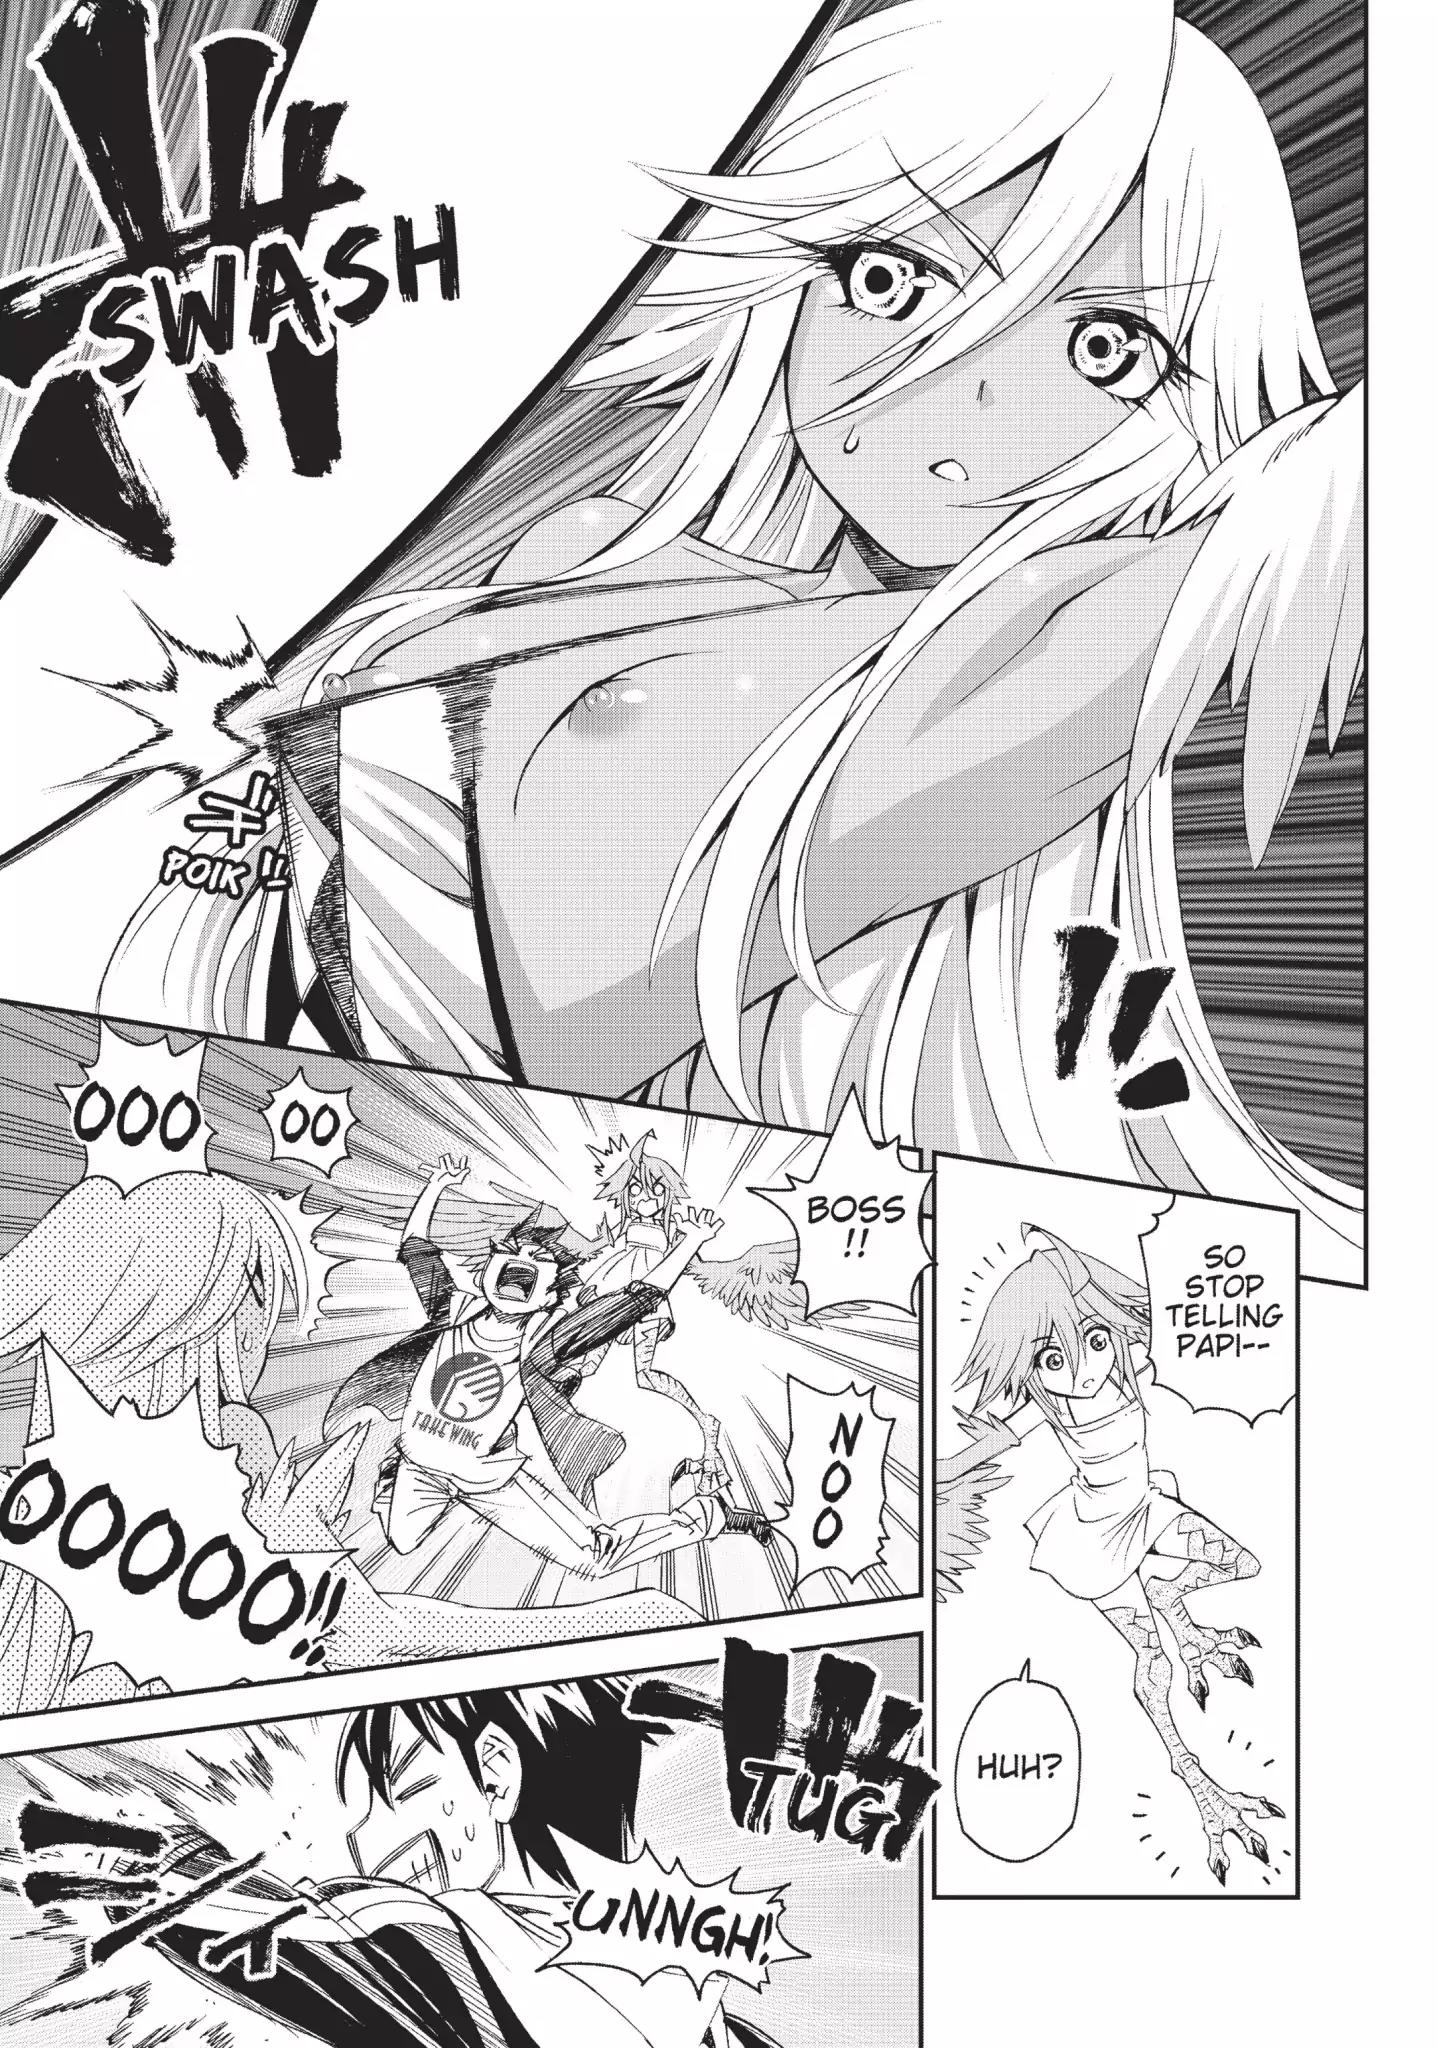 SWASH
POIK!!
SO
STOP
TELLING
PAPI--
HUH?
BOSS
!!
NOO
OO
OOO
OOOOOO!!
TAKEWING
TUG
UNNGH!